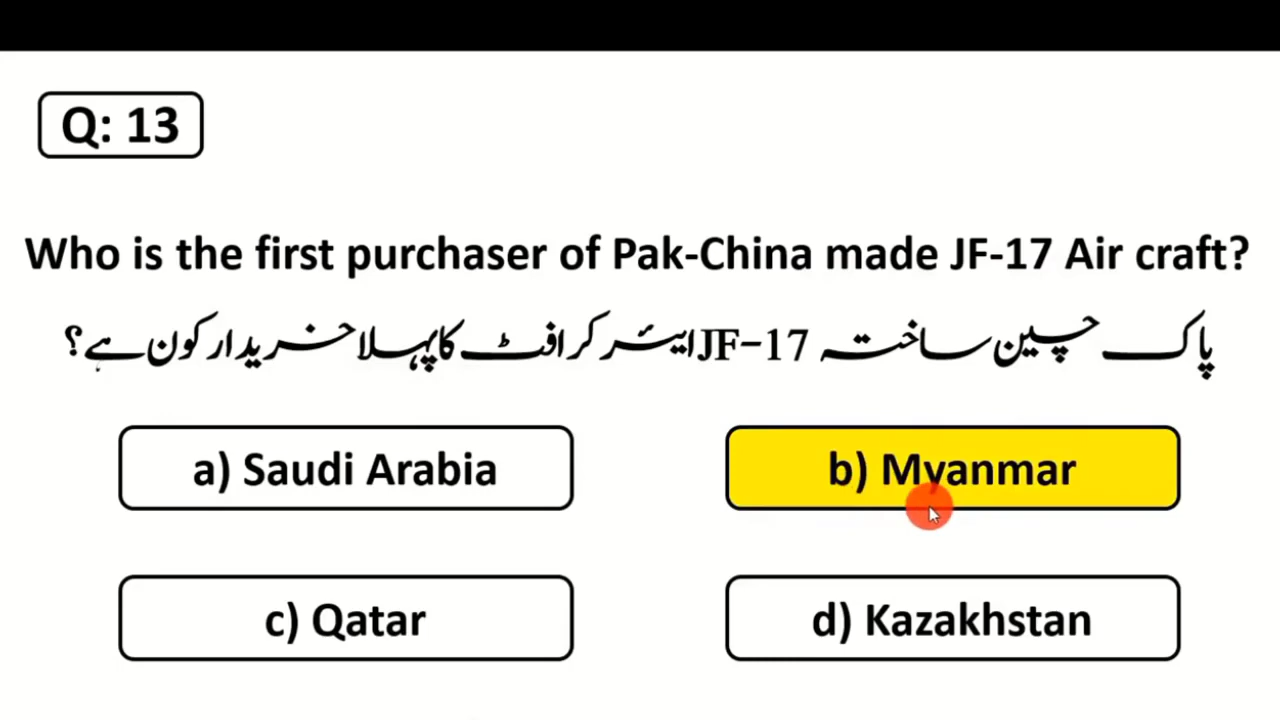 Q: 13
Who is the first purchaser of Pak-China made JF-17 Air craft?
پاک چین ساختہ JF-17 ایئر کرافٹ کا پہلا خریدار کون ہے؟
a) Saudi Arabia
b) Myanmar
c) Qatar
d) Kazakhstan